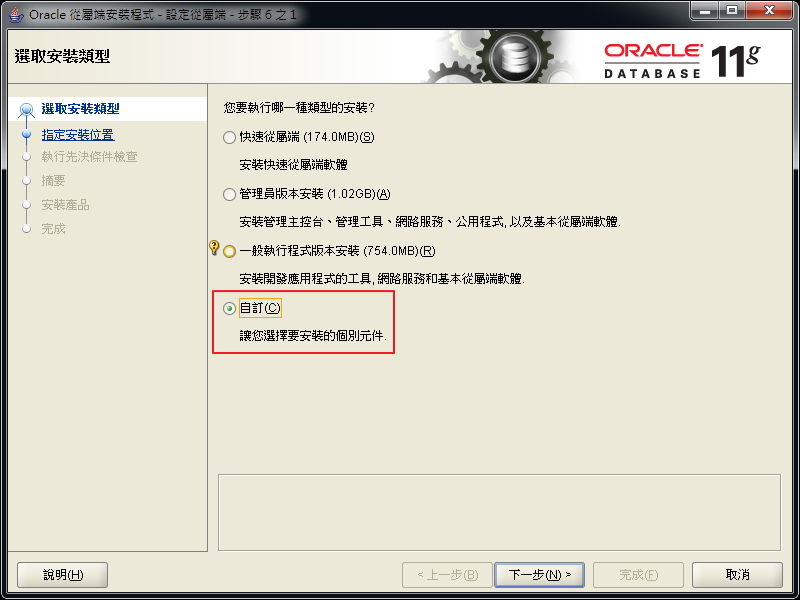 Oracle 從屬端安裝程式 - 設定從屬端 - 步驟 6 之 1
選取安裝類型
ORACLE
DATABASE 11g
選取安裝類型
指定安裝位置
執行先決條件檢查
摘要
安裝產品
完成
您要執行哪一種類型的安裝?
快速從屬端 (174.0MB)(S)
安裝快速從屬端軟體
管理員版本安裝 (1.02GB)(A)
安裝管理主控台、管理工具、網路服務、公用程式, 以及基本從屬端軟體.
一般執行程式版本安裝 (754.0MB)(R)
安裝開發應用程式的工具, 網路服務和基本從屬端軟體.
自訂(C)
讓您選擇要安裝的個別元件.
說明(H)
< 上一步(B)
下一步(N) >
完成(F)
取消